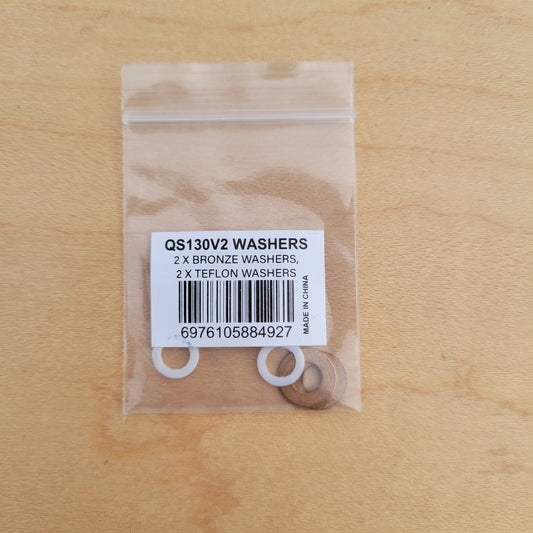 QS130V2 WASHERS
2 X BRONZE WASHERS,
2 X TEFLON WASHERS
6976105884927
MADE IN CHINA